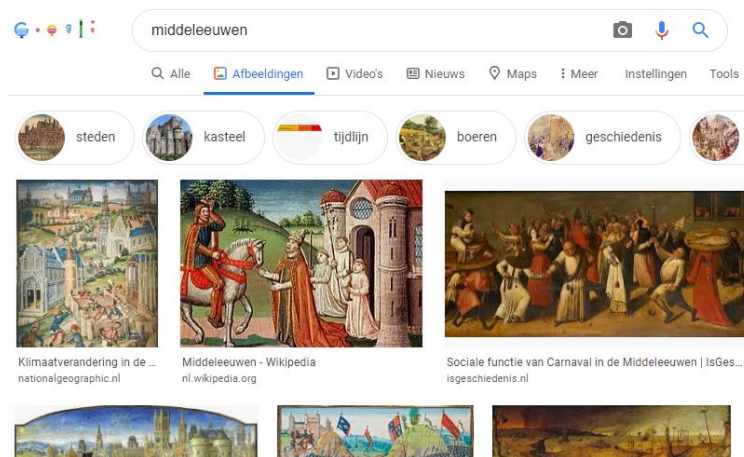 middeleeuwen
Alle Afbeeldingen Video's Nieuws Maps Meer Instellingen Tools
steden kasteel tijdlijn boeren geschiedenis
Klimaatverandering in de ... Middeleeuwen - Wikipedia Sociale functie van Carnaval in de Middeleeuwen | IsGes...
nationalgeographic.nl nl.wikipedia.org isgeschiedenis.nl